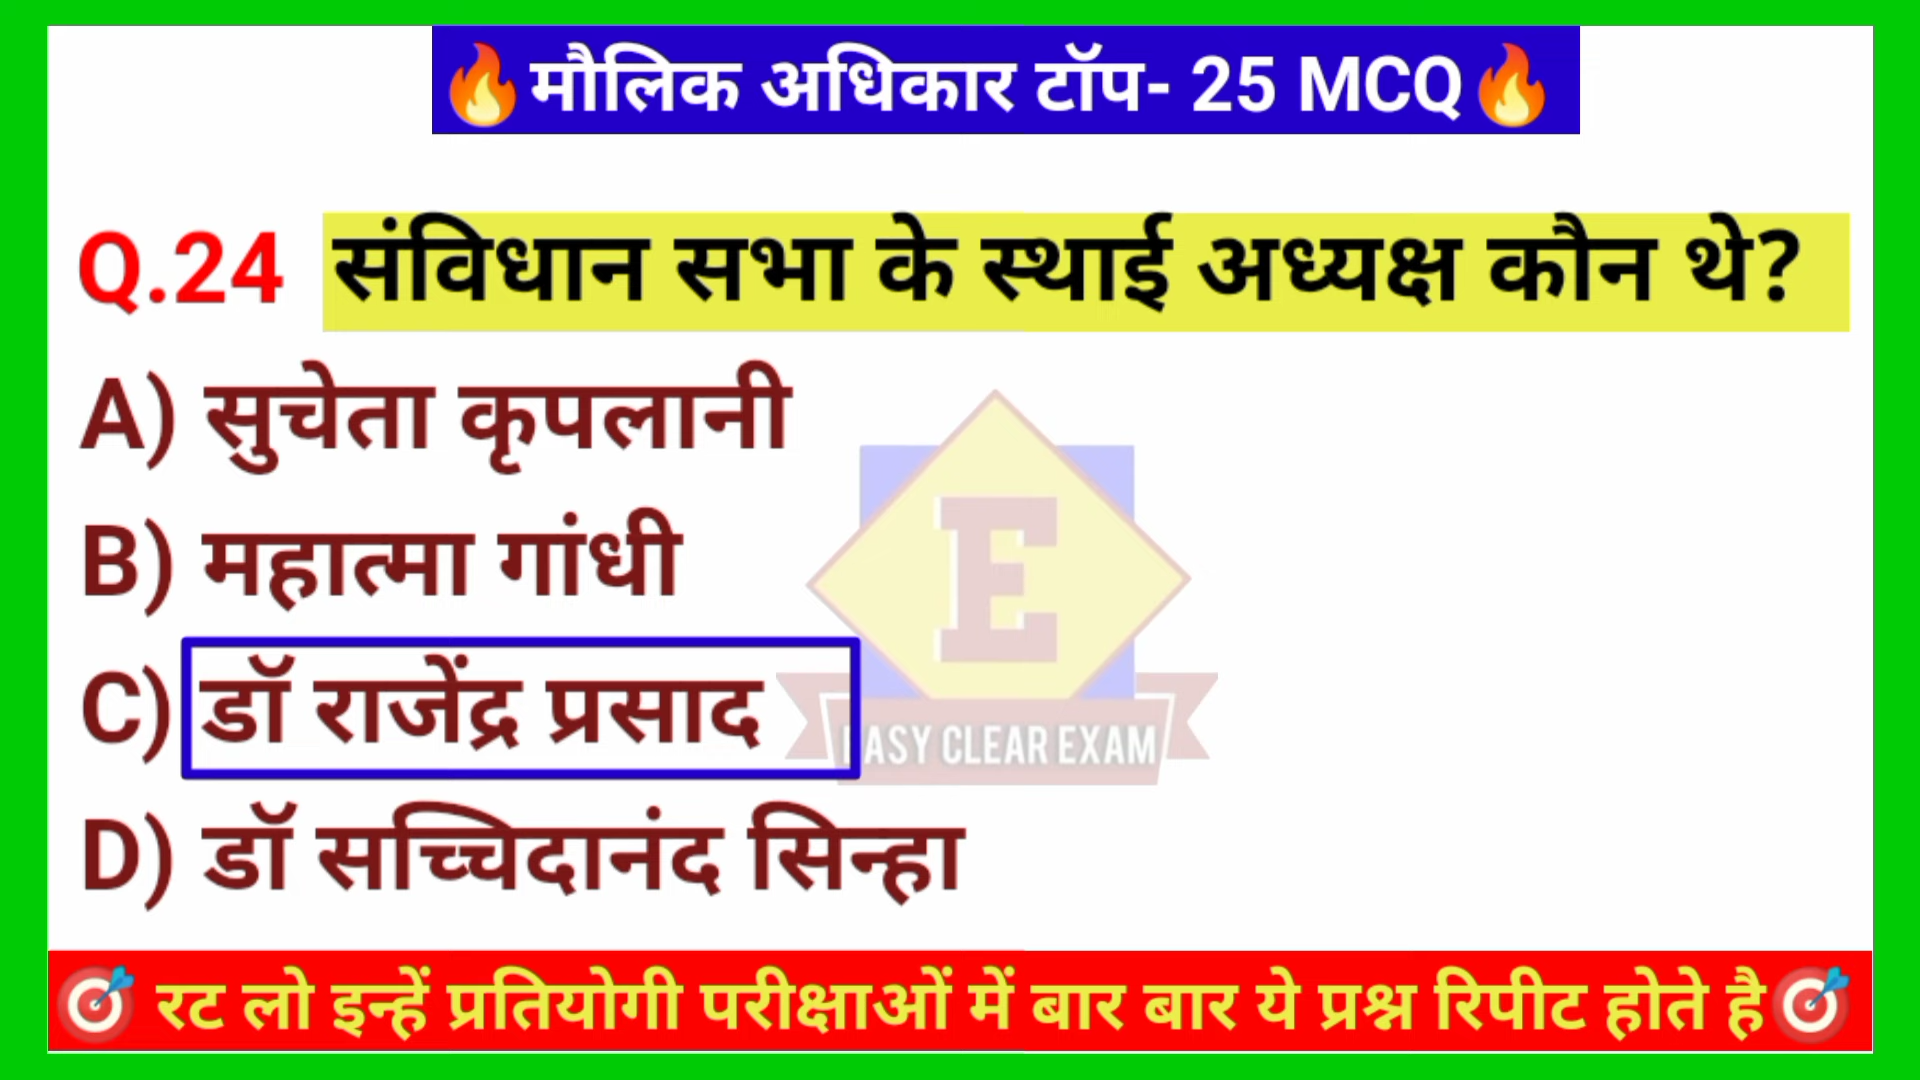 🔥मौलिक अधिकार टॉप- 25 MCQ🔥
Q.24 संविधान सभा के स्थाई अध्यक्ष कौन थे?
A) सुचेता कृपलानी
B) महात्मा गांधी
C) डॉ राजेंद्र प्रसाद
D) डॉ सच्चिदानंद सिन्हा
E
EASY CLEAR EXAM
🎯 रट लो इन्हें प्रतियोगी परीक्षाओं में बार बार ये प्रश्न रिपीट होते है🎯